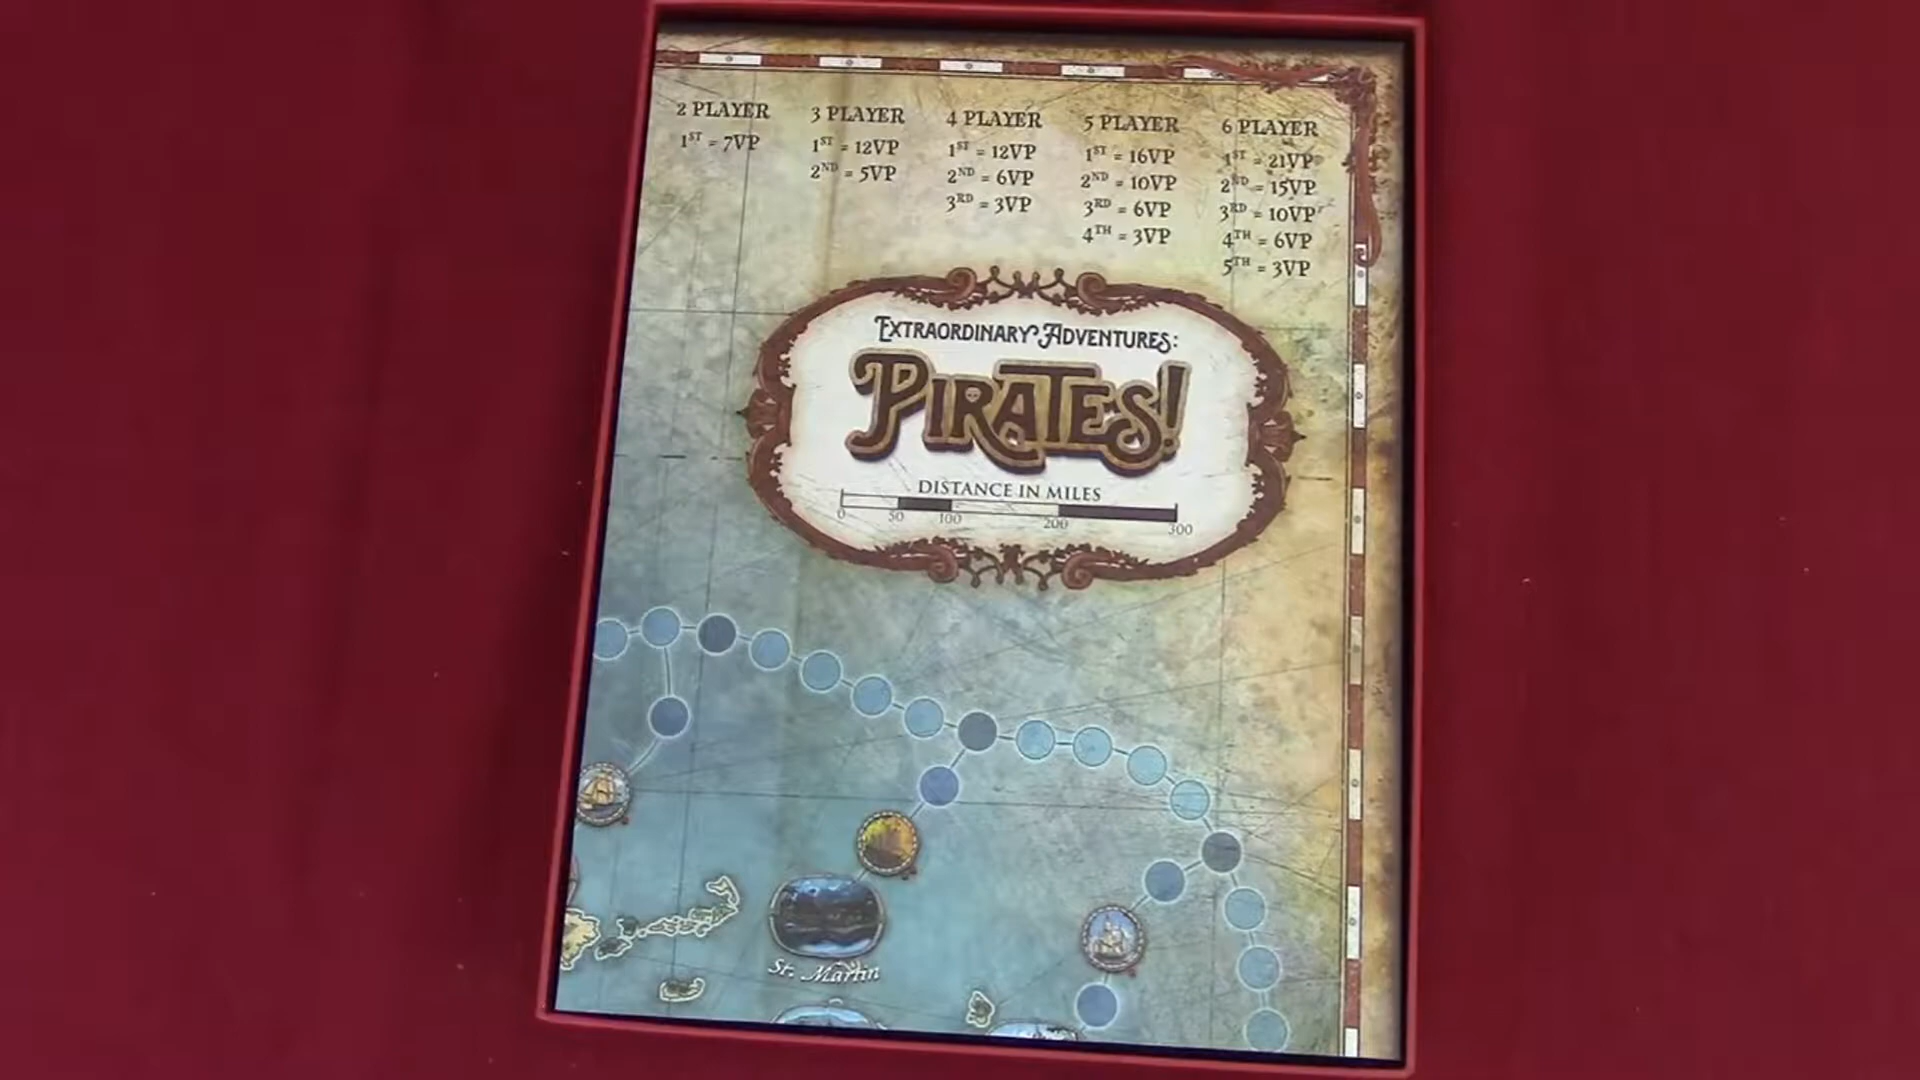 2 PLAYER
1ST = 7VP
3 PLAYER
1ST = 12VP
2ND = 5VP
4 PLAYER
1ST = 12VP
2ND = 6VP
3RD = 3VP
5 PLAYER
1ST = 16VP
2ND = 10VP
3RD = 6VP
4TH = 3VP
6 PLAYER
1ST = 21VP
2ND = 15VP
3RD = 10VP
4TH = 6VP
5TH = 3VP
EXTRAORDINARY ADVENTURES:
PIRATES!
DISTANCE IN MILES
0 50 100 200 300
St. Martin